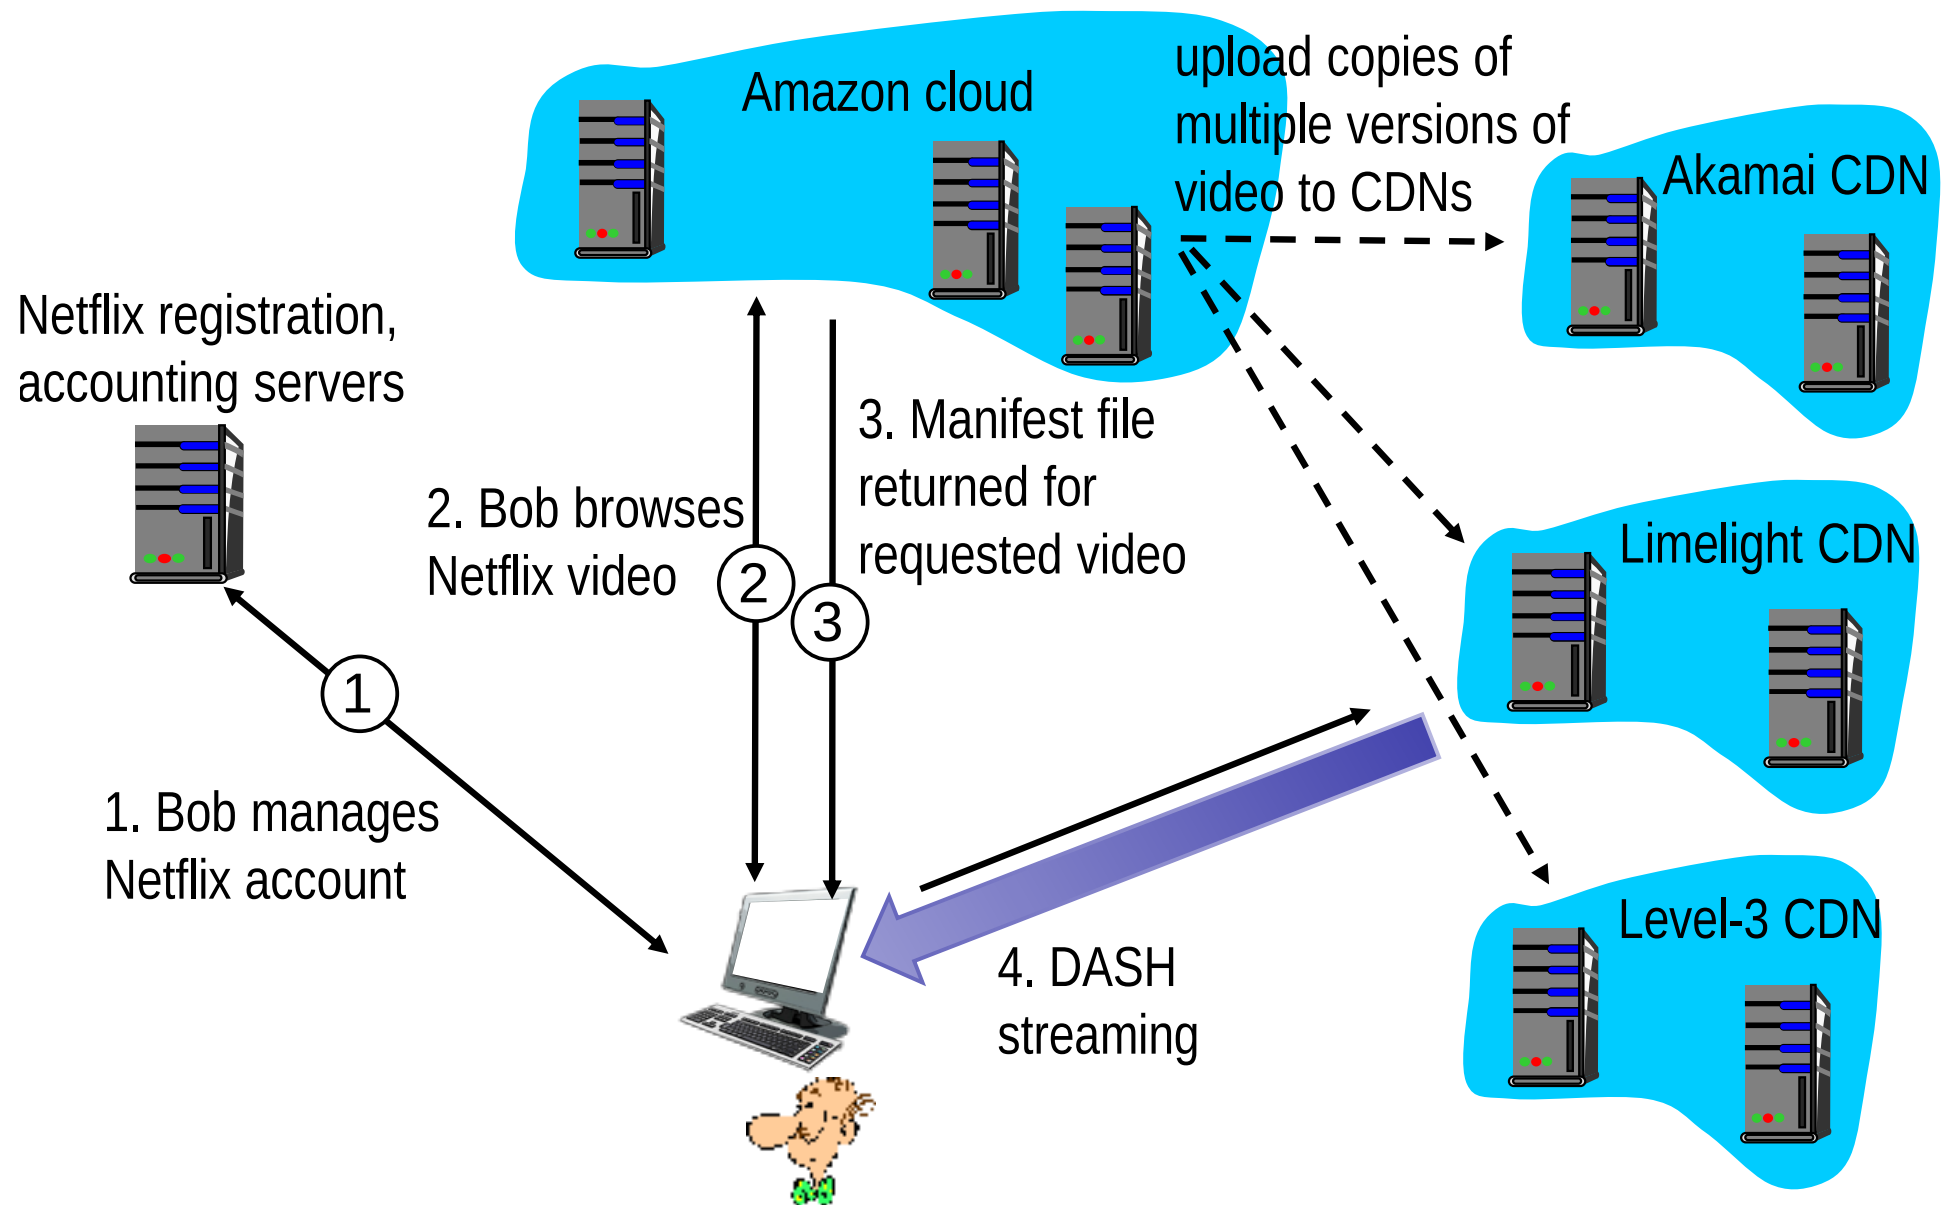 Amazon cloud
upload copies of
multiple versions of
video to CDNs
Akamai CDN
Netflix registration,
accounting servers
3. Manifest file
returned for
requested video
2. Bob browses
Netflix video
2
3
Limelight CDN
1
1. Bob manages
Netflix account
4. DASH
streaming
Level-3 CDN